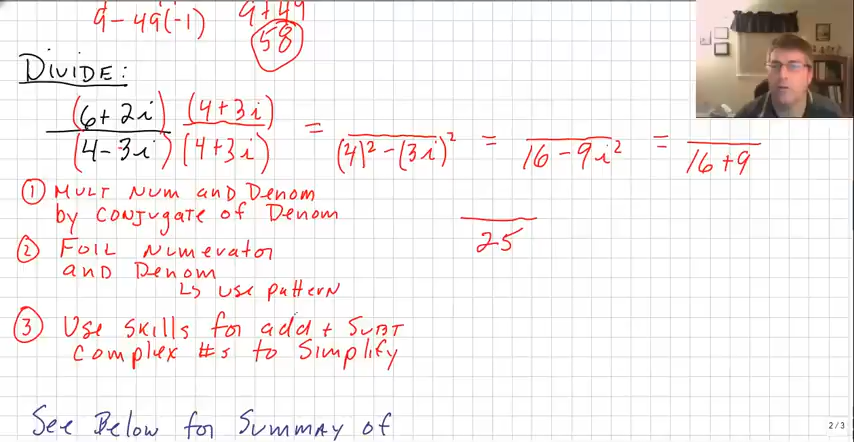 9 - 49(-1) 9 + 49
58
DIVIDE:
(6 + 2i) (4 + 3i)
(4 - 3i) (4 + 3i) = (4)² - (3i)² = 16 - 9i² = 16 + 9
① MULT NUM AND DENOM
by CONJUGATE OF DENOM
25
② FOIL NUMERATOR
AND DENOM
↳ USE pattern
③ USE SKILLS for add + SUBT
COMPLEX #S to Simplify
SEE BELOW for SUMMARY of
2/3